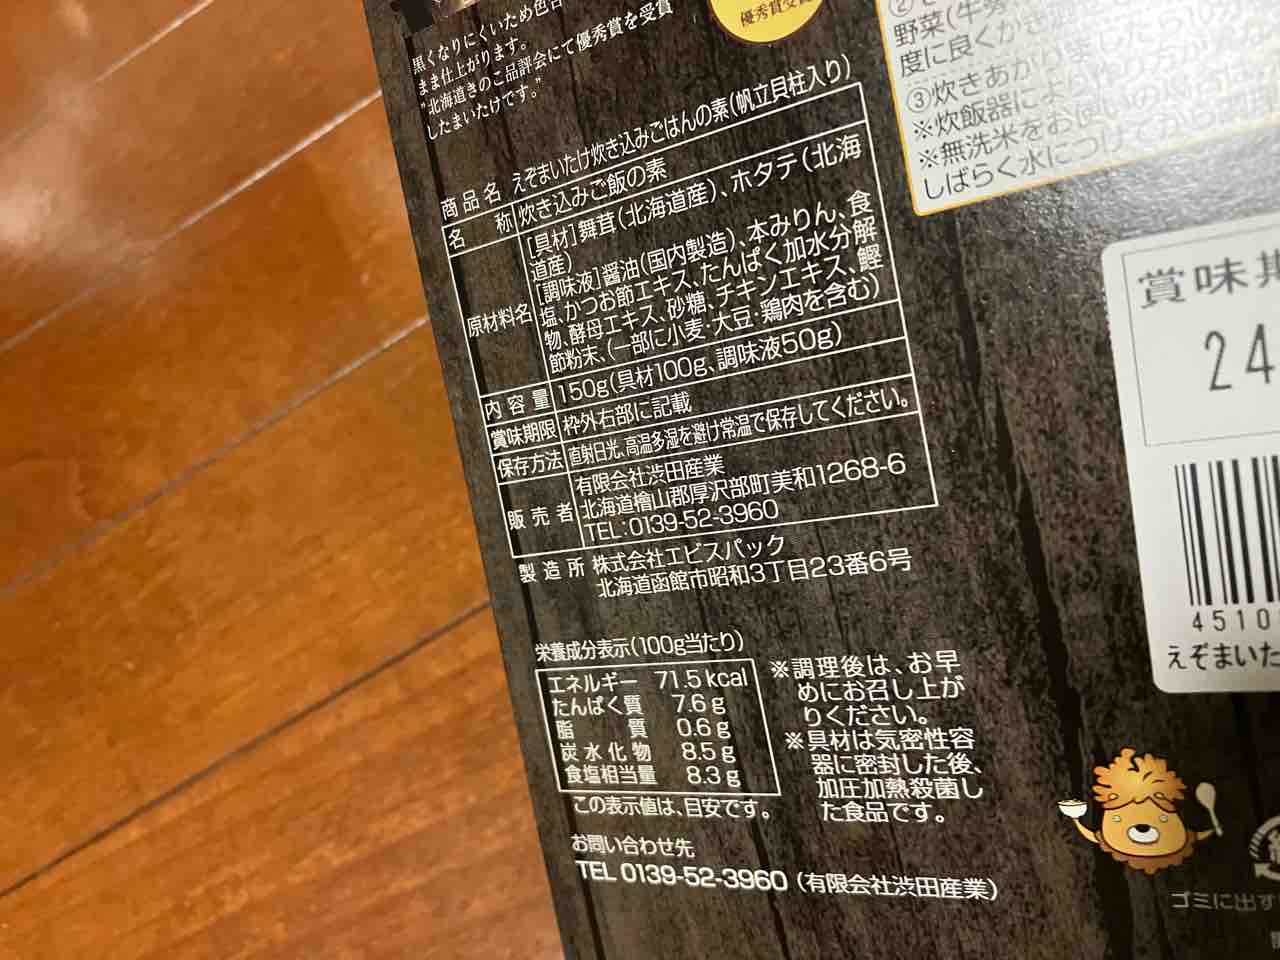 黒くなりにくいため色合
まま仕上がります。
"北海道きのこ品評会にて優秀賞を受賞
したまいたけです。"
優秀賞受賞
野菜(牛
度に良く
③炊きあがり
※炊飯器によ
※無洗米をお使
しばらく水につけ
商品名 えぞまいたけ炊き込みごはんの素(帆立貝柱入り)
名称 炊き込みご飯の素
原材料名 [具材]舞茸(北海道産)、ホタテ(北海
道産)
[調味液]醤油(国内製造)、本みりん、食
塩、かつお節エキス、たんぱく加水分解
物、酵母エキス、砂糖、チキンエキス、鰹
節粉末、(一部に小麦・大豆・鶏肉を含む)
内容量 150g(具材100g、調味液50g)
賞味期限 枠外右部に記載
保存方法 直射日光、高温多湿を避け常温で保存してください。
販売者 有限会社渋田産業
北海道檜山郡厚沢部町美和1268-6
TEL:0139-52-3960
製造所 株式会社エビスパック
北海道函館市昭和3丁目23番6号
栄養成分表示(100g当たり)
エネルギー 71.5 kcal
たんぱく質 7.6 g
脂質 0.6 g
炭水化物 8.5 g
食塩相当量 8.3 g
この表示値は、目安です。
※調理後は、お早
めにお召し上が
りください。
※具材は気密性容
器に密封した後、
加圧加熱殺菌し
た食品です。
お問い合わせ先
TEL 0139-52-3960 (有限会社渋田産業)
賞味期
24
4510
えぞまいた
ゴミに出す